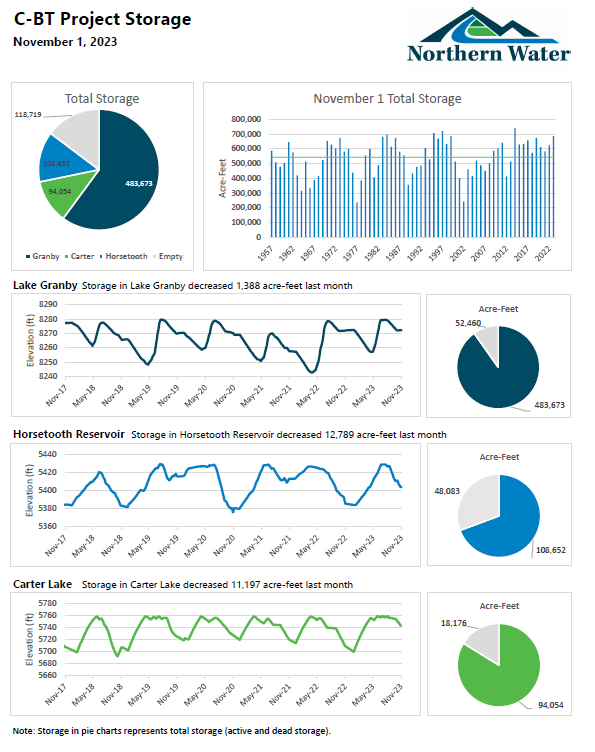 C-BT Project Storage
November 1, 2023
Northern Water
Total Storage
118,719
108,652
94,054
483,673
Granby Carter Horsetooth Empty
November 1 Total Storage
Acre-Feet
800,000
700,000
600,000
500,000
400,000
300,000
200,000
100,000
0
1957 1962 1967 1972 1977 1982 1987 1992 1997 2002 2007 2012 2017 2022
Lake Granby Storage in Lake Granby decreased 1,388 acre-feet last month
Elevation (ft)
8290
8280
8270
8260
8250
8240
Nov-17 May-18 Nov-18 May-19 Nov-19 May-20 Nov-20 May-21 Nov-21 May-22 Nov-22 May-23 Nov-23
Acre-Feet
52,460
483,673
Horsetooth Reservoir Storage in Horsetooth Reservoir decreased 12,789 acre-feet last month
Elevation (ft)
5440
5420
5400
5380
5360
Nov-17 May-18 Nov-18 May-19 Nov-19 May-20 Nov-20 May-21 Nov-21 May-22 Nov-22 May-23 Nov-23
Acre-Feet
48,083
108,652
Carter Lake Storage in Carter Lake decreased 11,197 acre-feet last month
Elevation (ft)
5780
5760
5740
5720
5700
5680
5660
Nov-17 May-18 Nov-18 May-19 Nov-19 May-20 Nov-20 May-21 Nov-21 May-22 Nov-22 May-23 Nov-23
Acre-Feet
18,176
94,054
Note: Storage in pie charts represents total storage (active and dead storage).